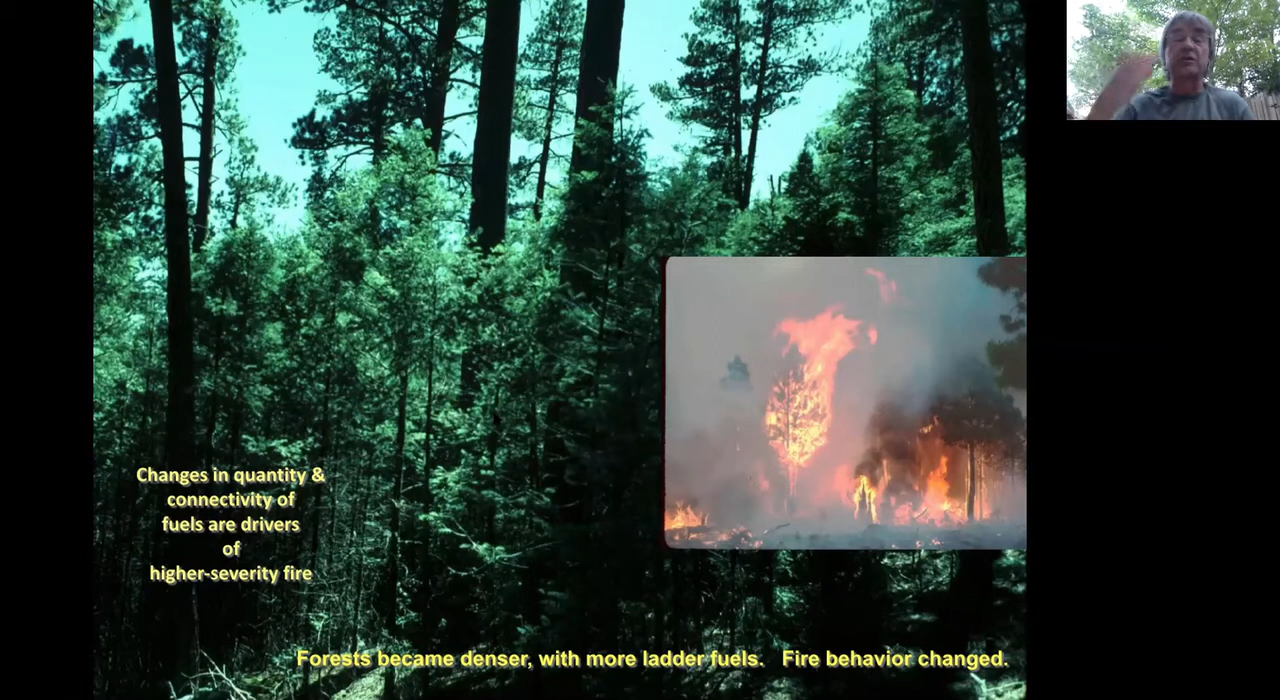 Changes in quantity &
connectivity of
fuels are drivers
of
higher-severity fire
Forests became denser, with more ladder fuels.   Fire behavior changed.